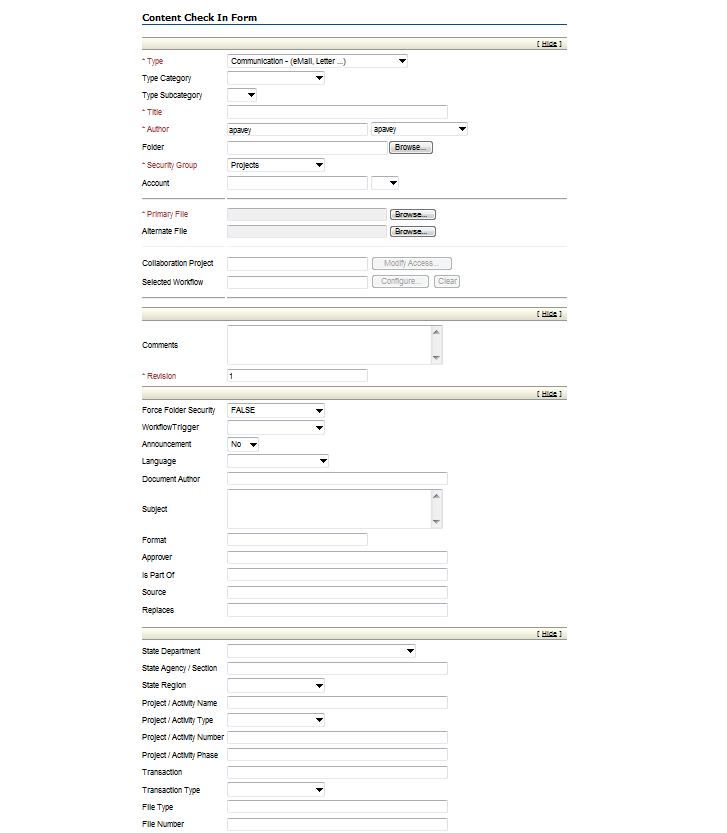 Content Check In Form
[ Hide ]
* Type Communication - (eMail, Letter ...)
Type Category
Type Subcategory
* Title
* Author apavey apavey
Folder Browse...
* Security Group Projects
Account
* Primary File Browse...
Alternate File Browse...
Collaboration Project Modify Access...
Selected Workflow Configure... Clear
[ Hide ]
Comments
* Revision 1
[ Hide ]
Force Folder Security FALSE
WorkflowTrigger
Announcement No
Language
Document Author
Subject
Format
Approver
Is Part Of
Source
Replaces
[ Hide ]
State Department
State Agency / Section
State Region
Project / Activity Name
Project / Activity Type
Project / Activity Number
Project / Activity Phase
Transaction
Transaction Type
File Type
File Number